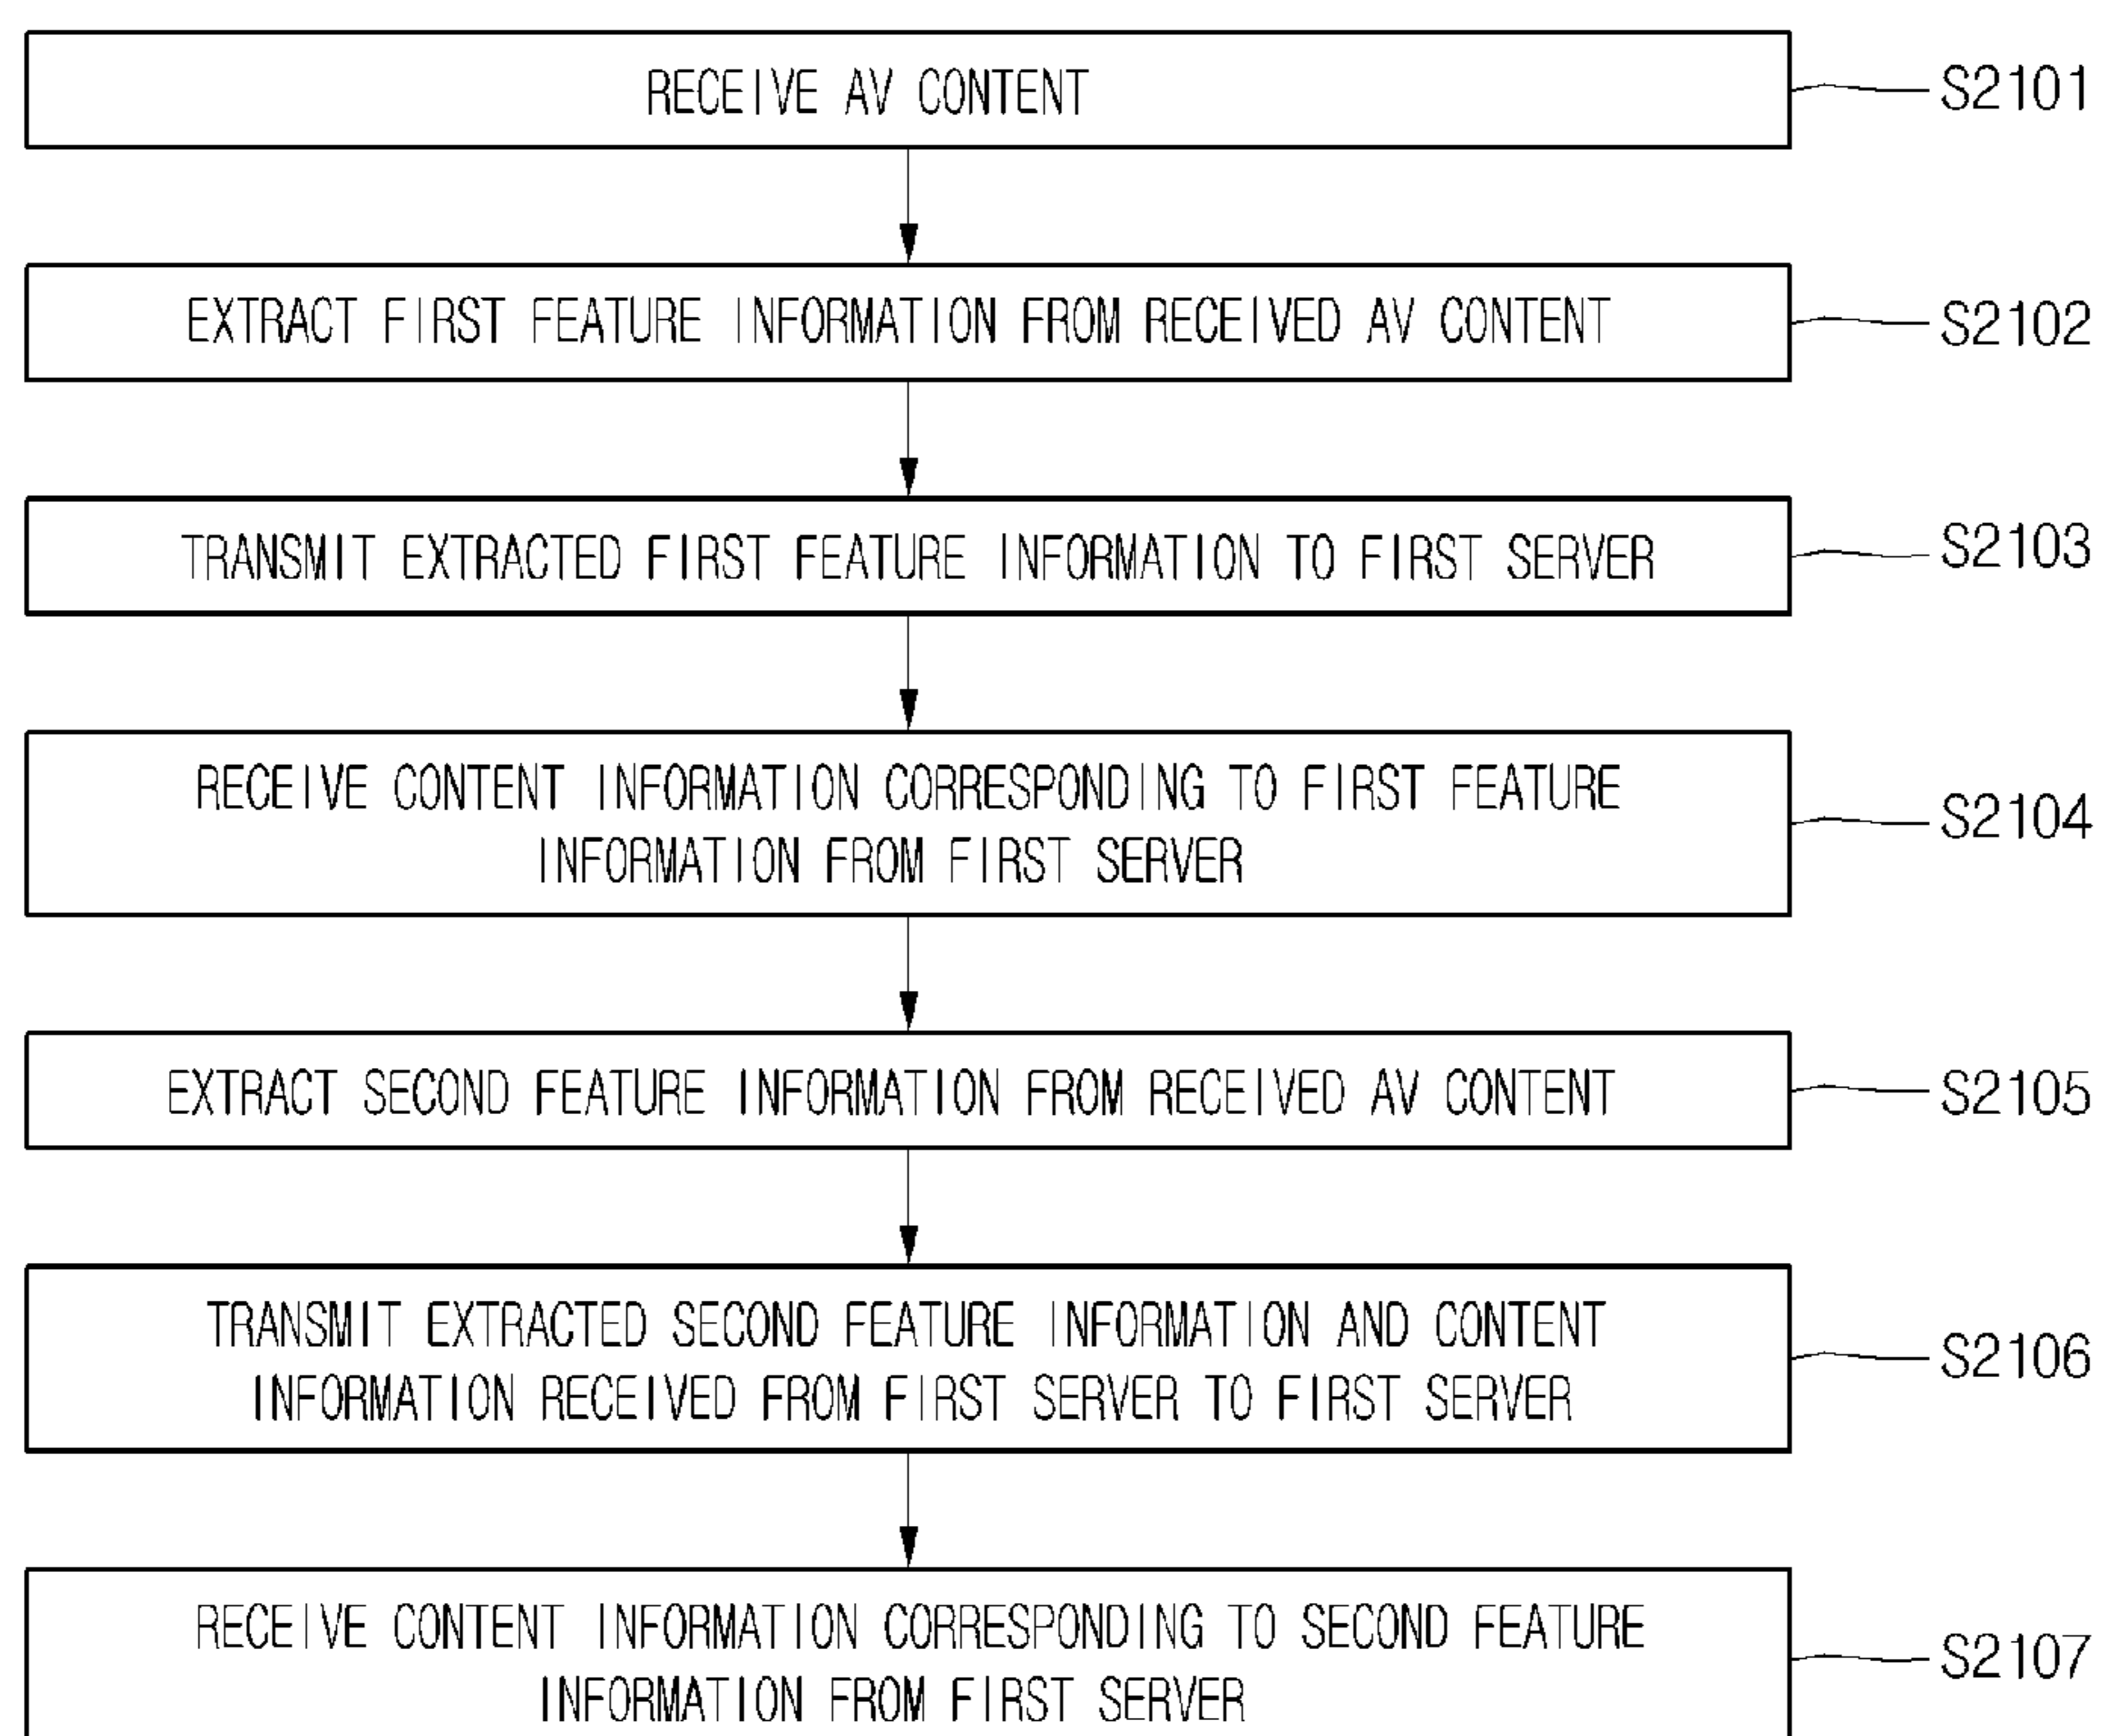 RECEIVE AV CONTENT
S2101
EXTRACT FIRST FEATURE INFORMATION FROM RECEIVED AV CONTENT
S2102
TRANSMIT EXTRACTED FIRST FEATURE INFORMATION TO FIRST SERVER
S2103
RECEIVE CONTENT INFORMATION CORRESPONDING TO FIRST FEATURE
INFORMATION FROM FIRST SERVER
S2104
EXTRACT SECOND FEATURE INFORMATION FROM RECEIVED AV CONTENT
S2105
TRANSMIT EXTRACTED SECOND FEATURE INFORMATION AND CONTENT
INFORMATION RECEIVED FROM FIRST SERVER TO FIRST SERVER
S2106
RECEIVE CONTENT INFORMATION CORRESPONDING TO SECOND FEATURE
INFORMATION FROM FIRST SERVER
S2107